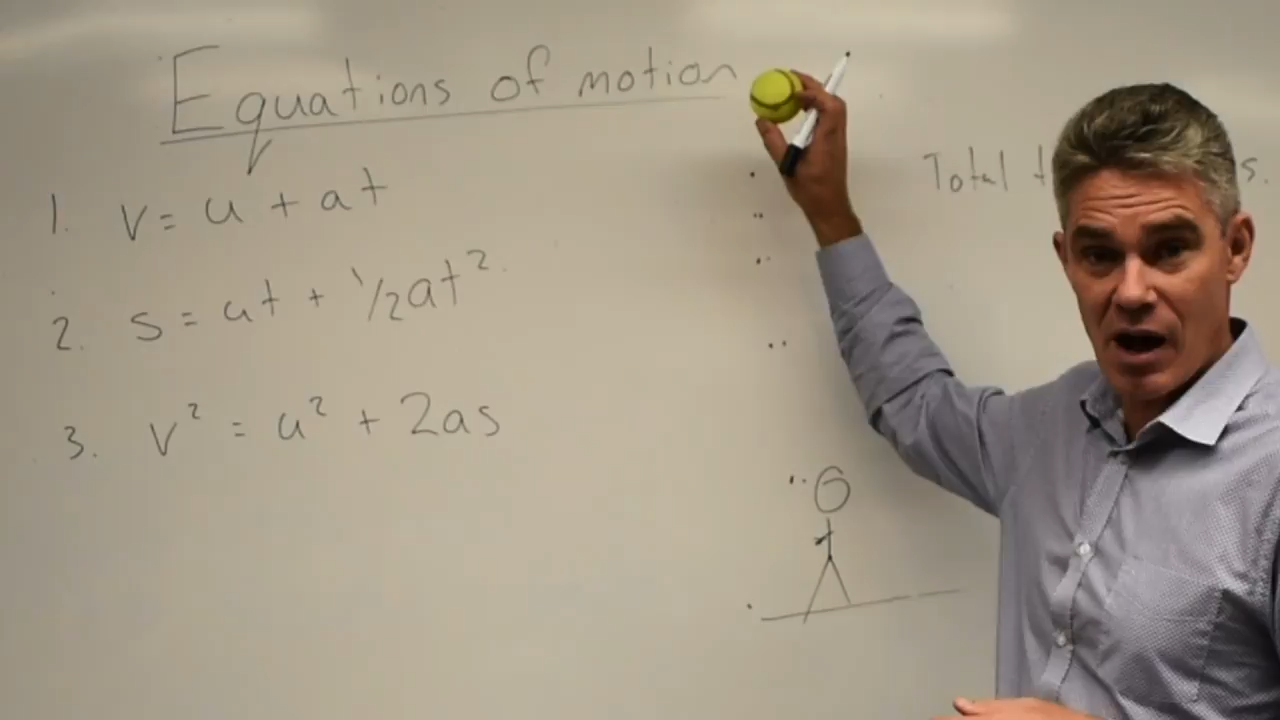 Equations of motion
Total
1. v = u + at
2. s = ut + 1/2at².
3. v² = u² + 2as